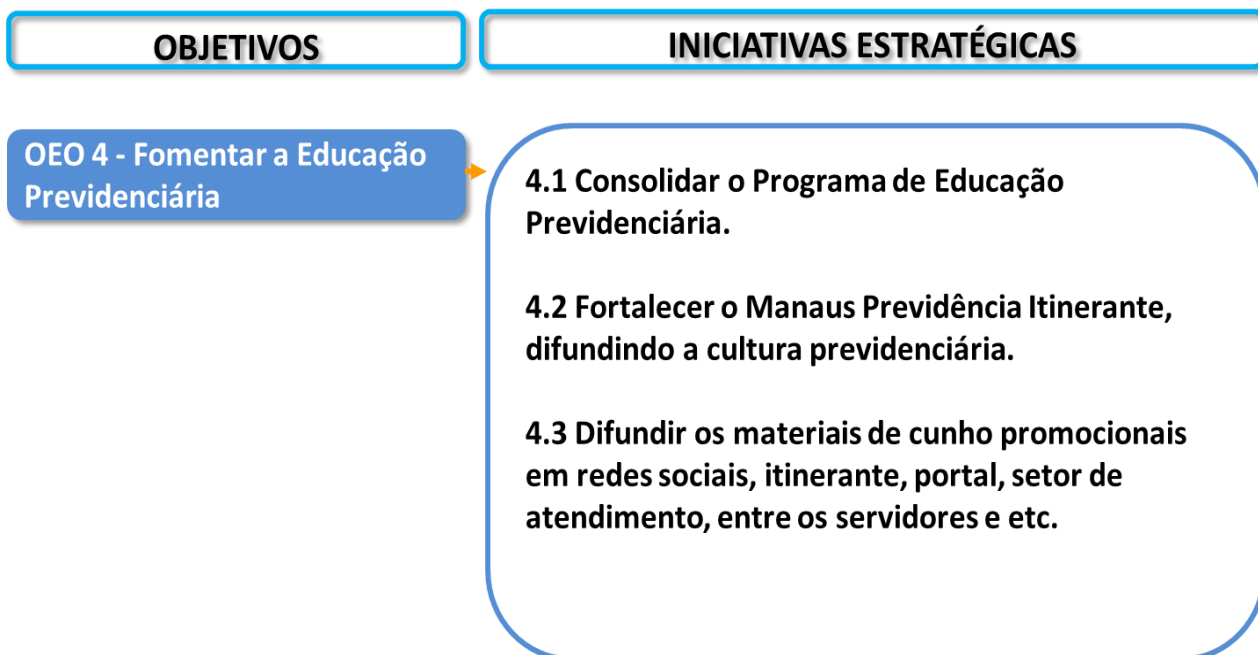 OBJETIVOS
INICIATIVAS ESTRATÉGICAS
OEO 4 - Fomentar a Educação
Previdenciária
4.1 Consolidar o Programa de Educação
Previdenciária.
4.2 Fortalecer o Manaus Previdência Itinerante,
difundindo a cultura previdenciária.
4.3 Difundir os materiais de cunho promocionais
em redes sociais, itinerante, portal, setor de
atendimento, entre os servidores e etc.